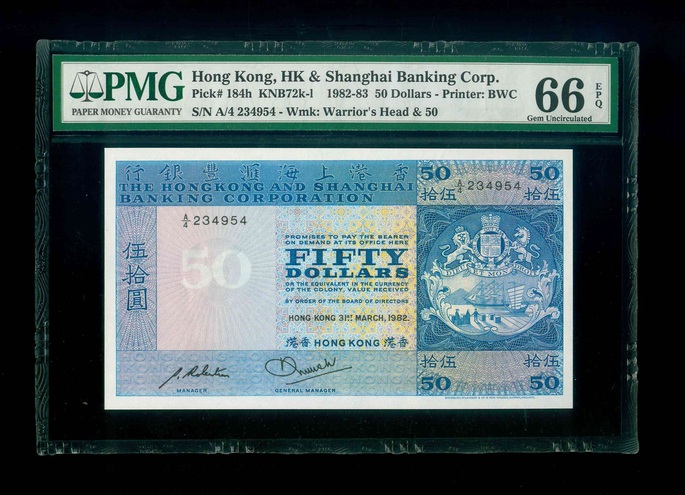 PMG
PAPER MONEY GUARANTY
Hong Kong, HK & Shanghai Banking Corp.
Pick# 184h KNB72k-l 1982-83 50 Dollars - Printer: BWC
S/N A/4 234954 - Wmk: Warrior's Head & 50
66 EPQ
Gem Uncirculated
行銀豐滙海上港香
THE HONGKONG AND SHANGHAI
BANKING CORPORATION
50 50
拾伍 拾伍
A/4 234954
A/4 234954
伍拾圓
50
PROMISES TO PAY THE BEARER
ON DEMAND AT ITS OFFICE HERE
FIFTY
DOLLARS
OR THE EQUIVALENT IN THE CURRENCY
OF THE COLONY, VALUE RECEIVED
BY ORDER OF THE BOARD OF DIRECTORS
HONG KONG 31ST MARCH, 1982.
港香 HONG KONG 港香
MANAGER.
GENERAL MANAGER.
拾伍 拾伍
50 50